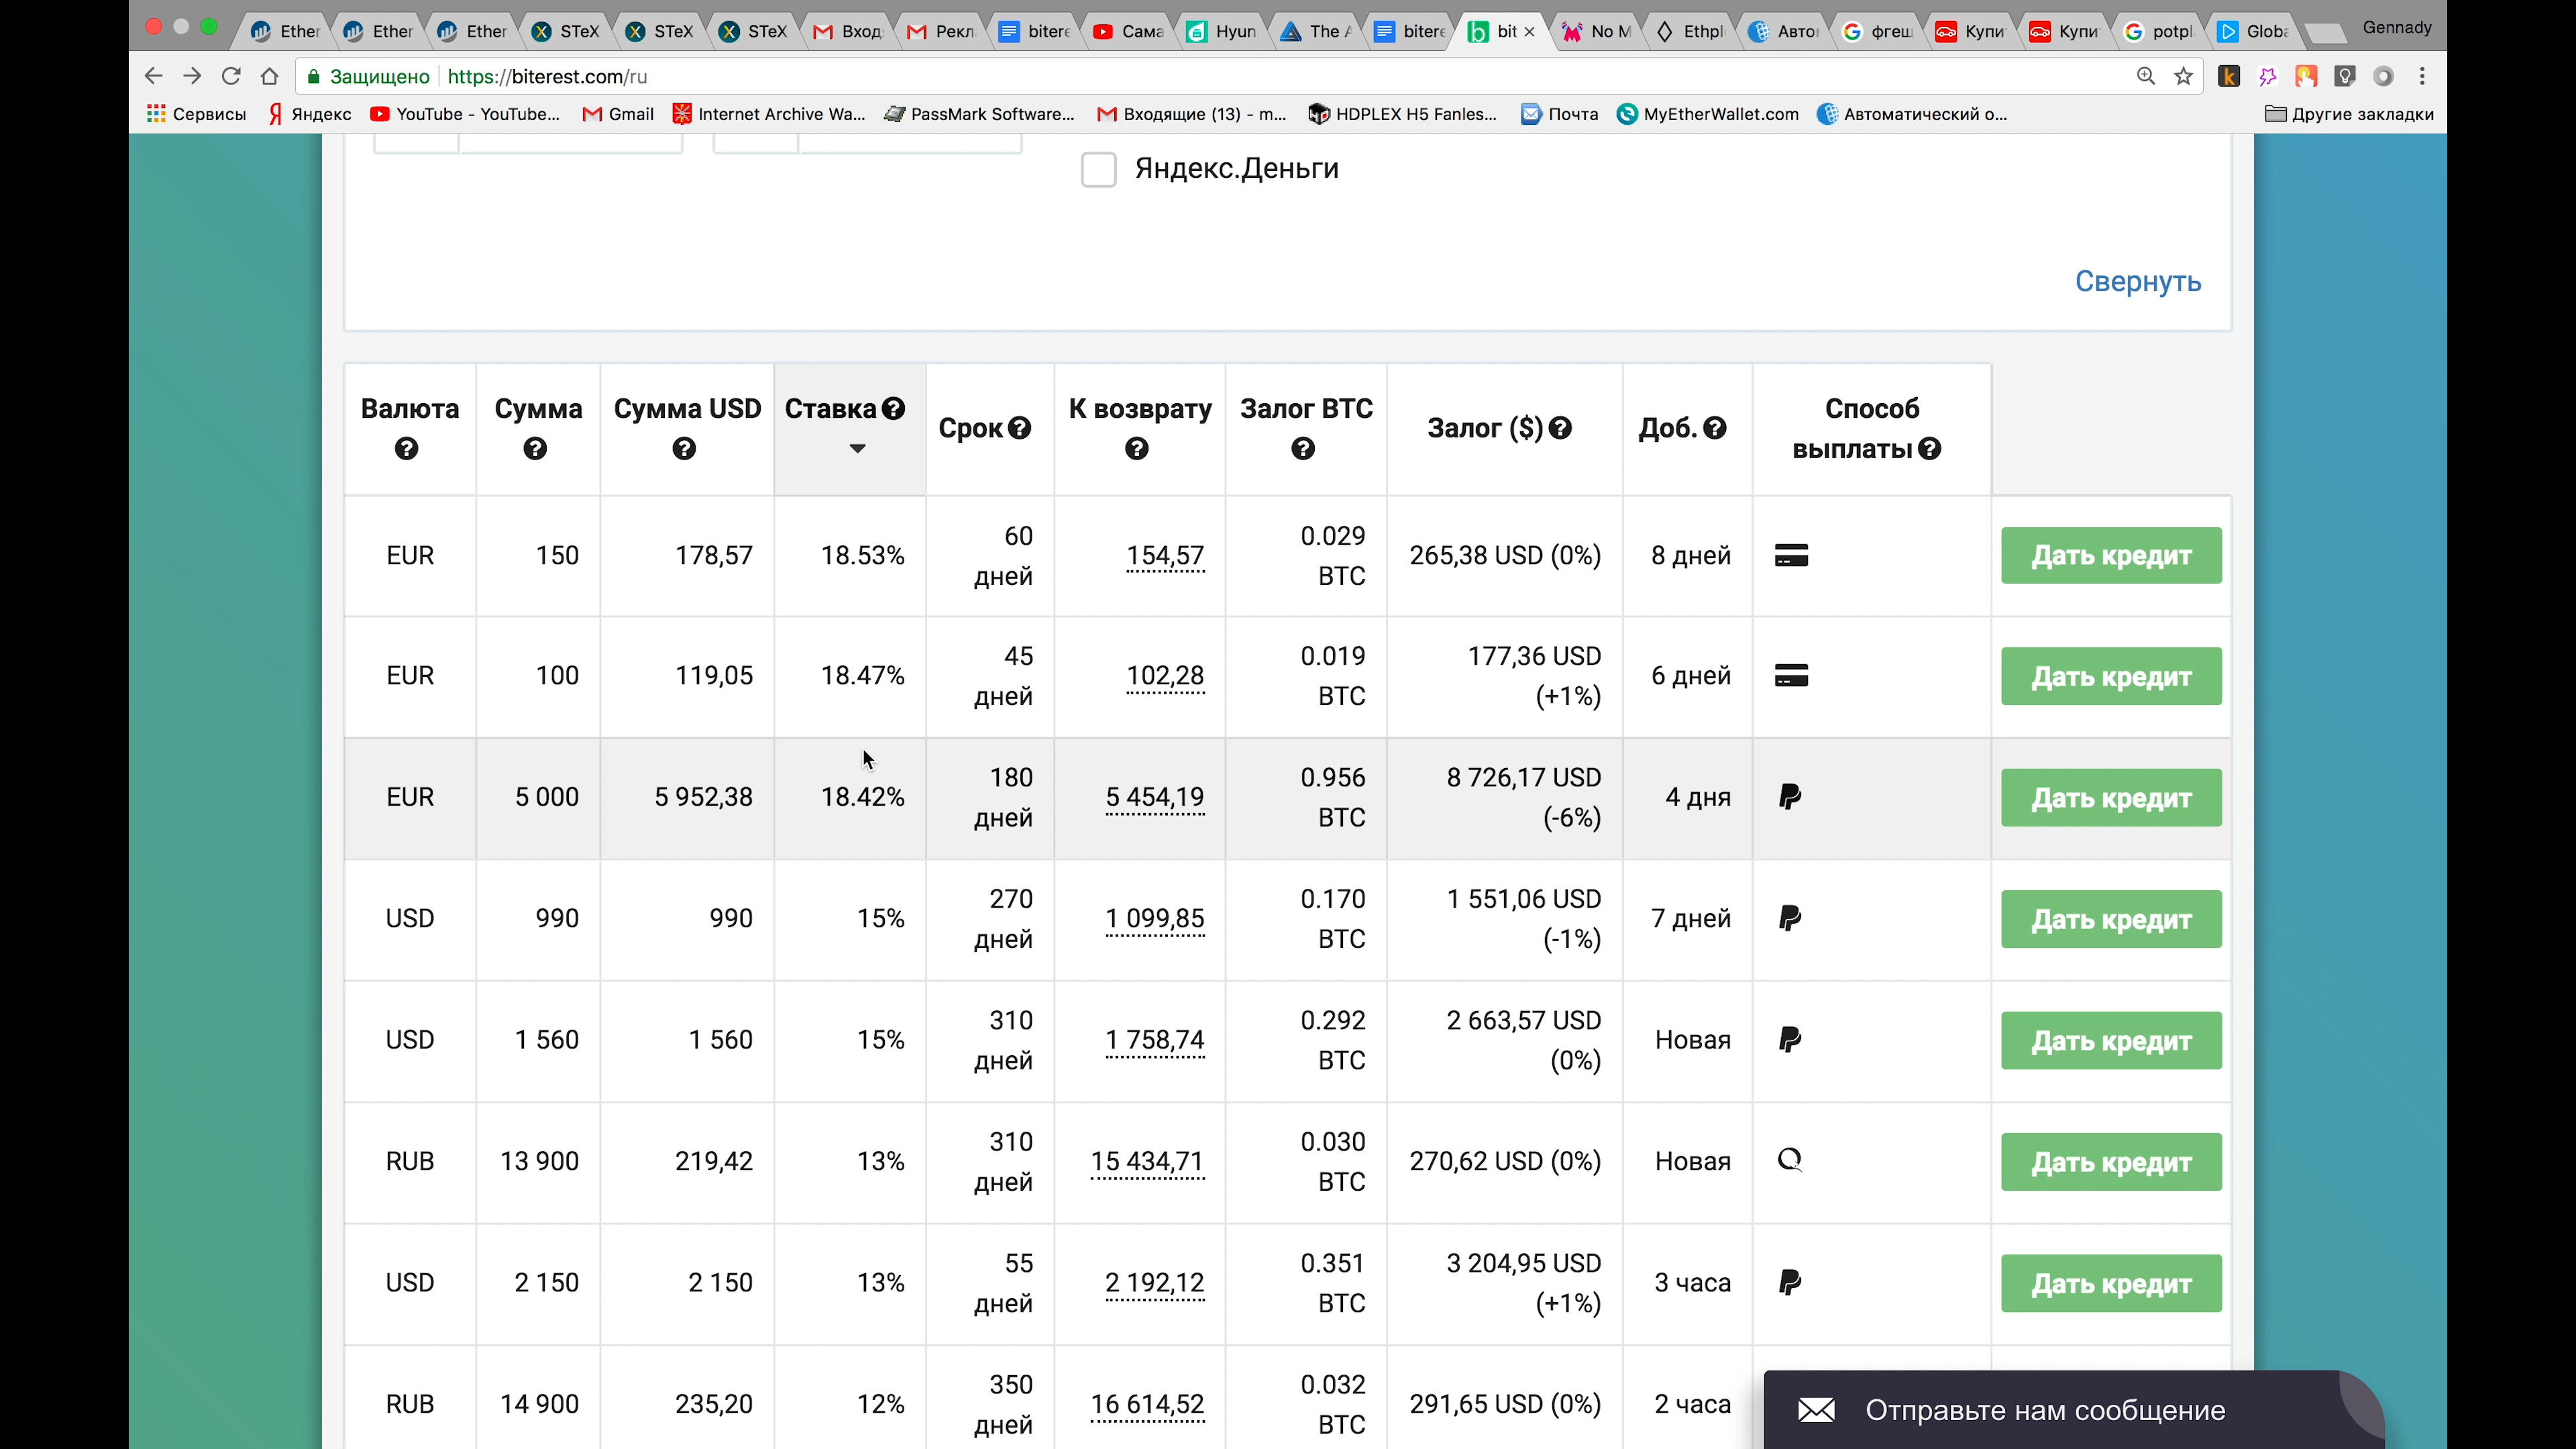 Ether
Ether
Ether
STeX
STeX
STeX
Вход
Рекл
bitere
Сама
Hyun
The A
bitere
bit
No M
Ethpl
Авто
фгеш
Купи
Купи
potpl
Globa
Gennady
Защищено
https://biterest.com/ru
Сервисы
Яндекс
YouTube - YouTube...
Gmail
Internet Archive Wa...
PassMark Software...
Входящие (13) - m...
HDPLEX H5 Fanles...
Почта
MyEtherWallet.com
Автоматический о...
Другие закладки
Яндекс.Деньги
Свернуть
Валюта Сумма Сумма USD Ставка Срок К возврату Залог BTC Залог ($) Доб. Способ
выплаты
EUR 150 178,57 18.53% 60 дней 154,57 0.029 BTC 265,38 USD (0%) 8 дней Дать кредит
EUR 100 119,05 18.47% 45 дней 102,28 0.019 BTC 177,36 USD (+1%) 6 дней Дать кредит
EUR 5 000 5 952,38 18.42% 180 дней 5 454,19 0.956 BTC 8 726,17 USD (-6%) 4 дня Дать кредит
USD 990 990 15% 270 дней 1 099,85 0.170 BTC 1 551,06 USD (-1%) 7 дней Дать кредит
USD 1 560 1 560 15% 310 дней 1 758,74 0.292 BTC 2 663,57 USD (0%) Новая Дать кредит
RUB 13 900 219,42 13% 310 дней 15 434,71 0.030 BTC 270,62 USD (0%) Новая Дать кредит
USD 2 150 2 150 13% 55 дней 2 192,12 0.351 BTC 3 204,95 USD (+1%) 3 часа Дать кредит
RUB 14 900 235,20 12% 350 дней 16 614,52 0.032 BTC 291,65 USD (0%) 2 часа
Отправьте нам сообщение